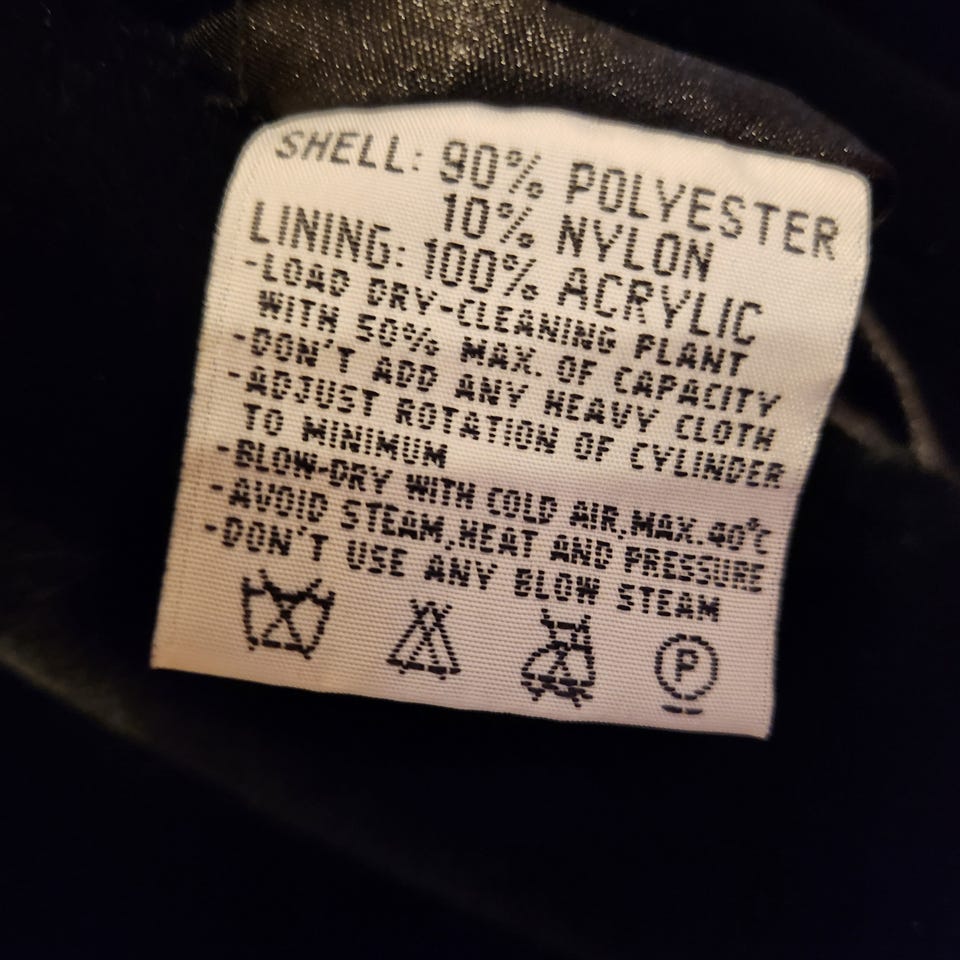 SHELL: 90% POLYESTER
10% NYLON
LINING: 100% ACRYLIC
-LOAD DRY-CLEANING PLANT
WITH 50% MAX. OF CAPACITY
-DON'T ADD ANY HEAVY CLOTH
-ADJUST ROTATION OF CYLINDER
TO MINIMUM
-BLOW-DRY WITH COLD AIR,MAX.40°C
-AVOID STEAM,HEAT AND PRESSURE
-DON'T USE ANY BLOW STEAM
P